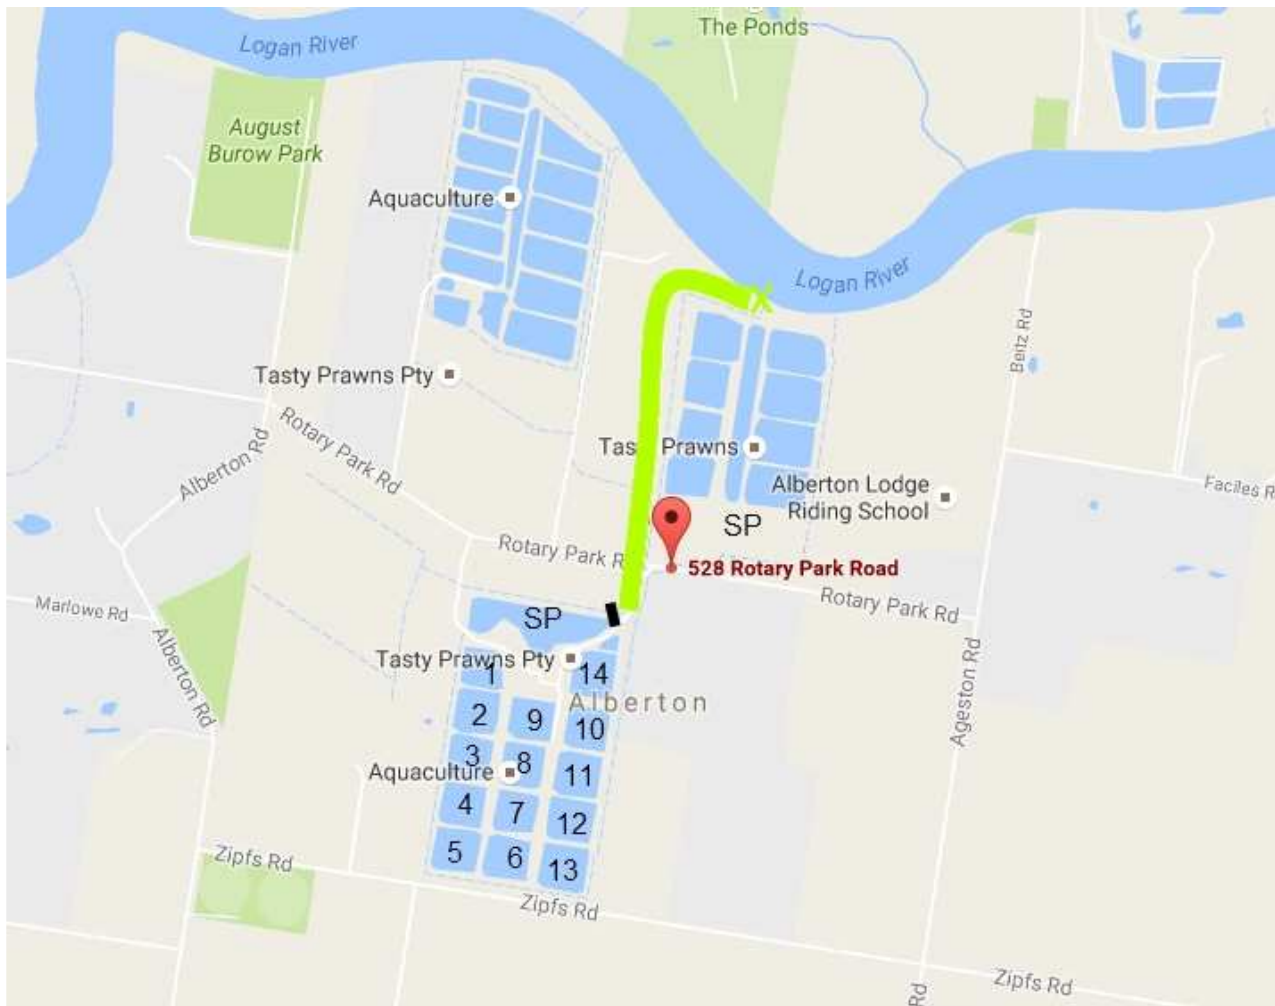 The Ponds
Logan River
August
Burow Park
Aquaculture
Logan River
Beitz Rd
Tasty Prawns Pty
Rotary Park Rd
Alberton Rd
Tas Prawns
Alberton Lodge
Riding School
Faciles R
SP
Rotary Park R
528 Rotary Park Road
Rotary Park Rd
Marlowe Rd
SP
Alberton Rd
Tasty Prawns Pty
1
14
Alberton
Ageston Rd
2
9
10
3
8
Aquaculture
11
4
7
12
5
6
13
Zipfs Rd
Zipfs Rd
Zipfs Rd
Rd